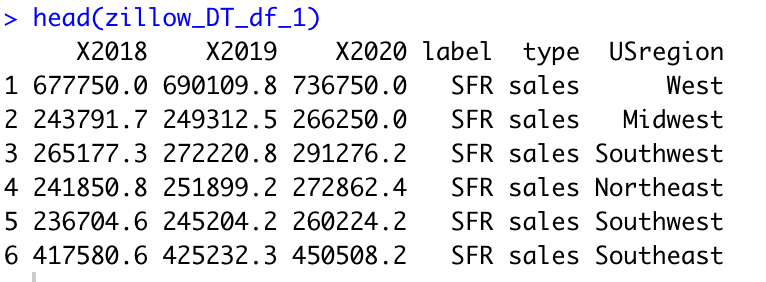 > head(zillow_DT_df_1)
X2018 X2019 X2020 label type USregion
1 677750.0 690109.8 736750.0 SFR sales West
2 243791.7 249312.5 266250.0 SFR sales Midwest
3 265177.3 272220.8 291276.2 SFR sales Southwest
4 241850.8 251899.2 272862.4 SFR sales Northeast
5 236704.6 245204.2 260224.2 SFR sales Southwest
6 417580.6 425232.3 450508.2 SFR sales Southeast